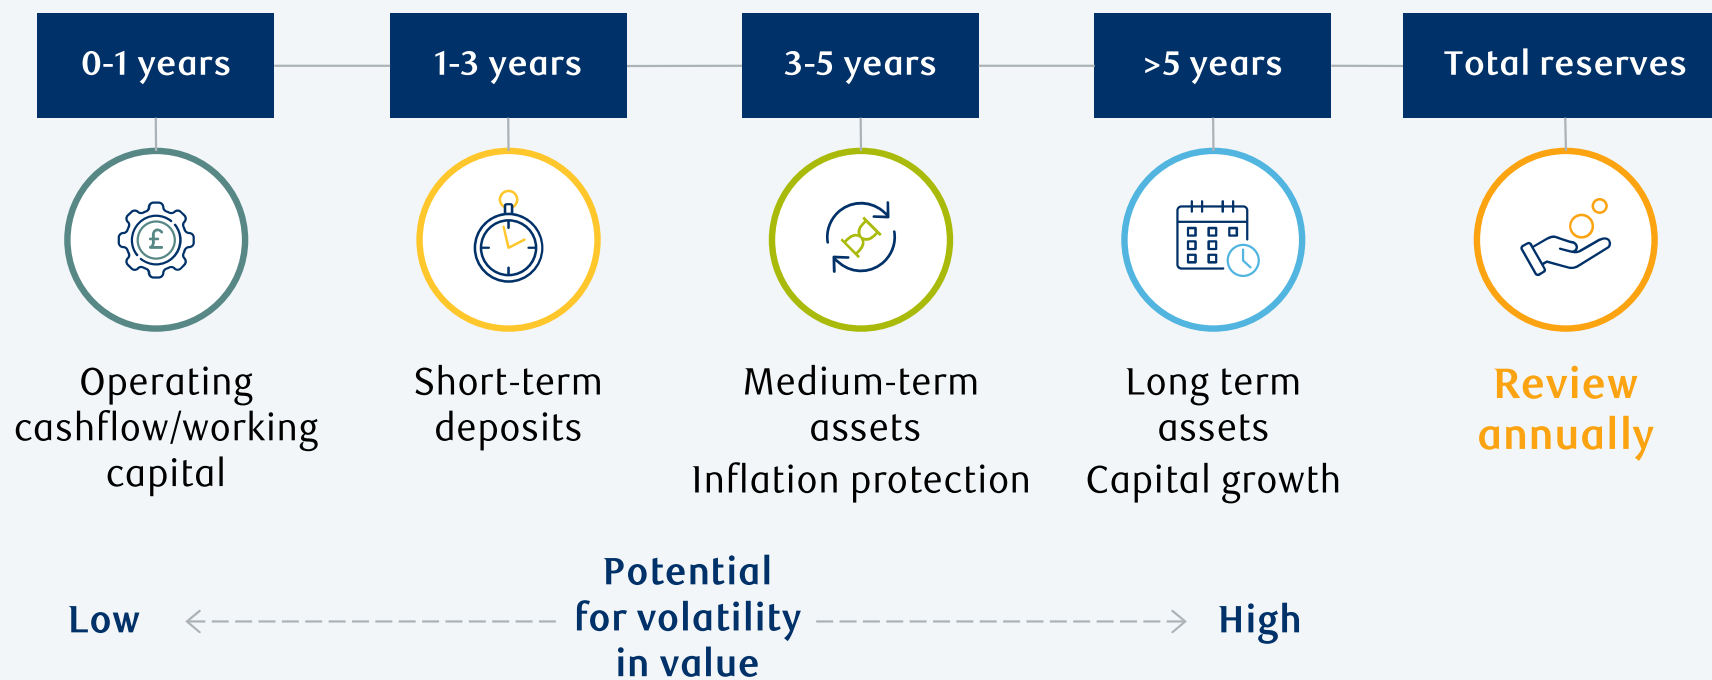 0-1 years
1-3 years
3-5 years
>5 years
Total reserves
£
Operating
cashflow/working
capital
Short-term
deposits
Medium-term
assets
Inflation protection
Long term
assets
Capital growth
Review
annually
Low
Potential
for volatility
in value
High